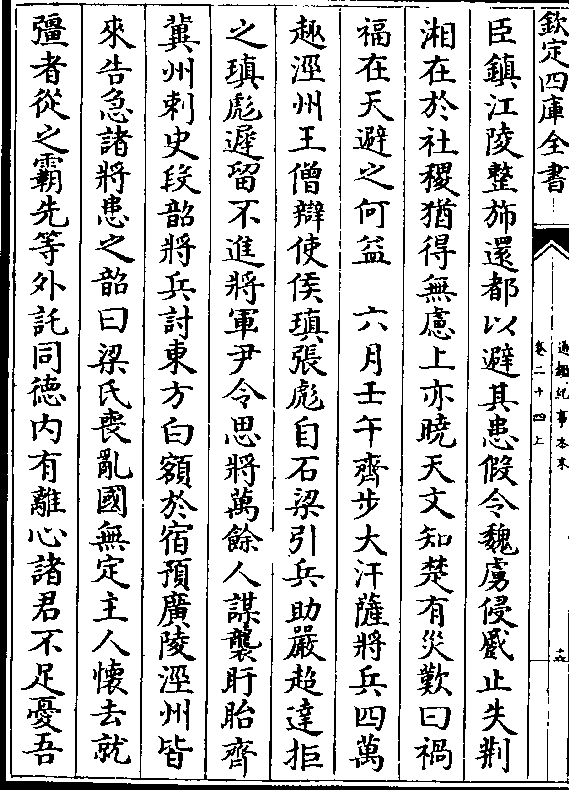 欽定四庫全書
通鑑紀事本末
卷二十四上
臣鎮江陵整斾還都以避其患假令魏虜侵蹙止失荆
湘在於社稷猶得無慮上亦曉天文知楚有災歎曰禍
福在天避之何益　六月壬午齊步大汗薩將兵四萬
趣涇州王僧辯使侯瑱張彪自石梁引兵助嚴超達拒
之瑱彪遲留不進將軍尹令思將萬餘人謀襲盱眙齊
冀州刺史段韶將兵討東方白額於宿預廣陵涇州皆
來告急諸將患之韶曰梁氏喪亂國無定主人懷去就
彊者從之霸先等外託同德内有離心諸君不足憂吾